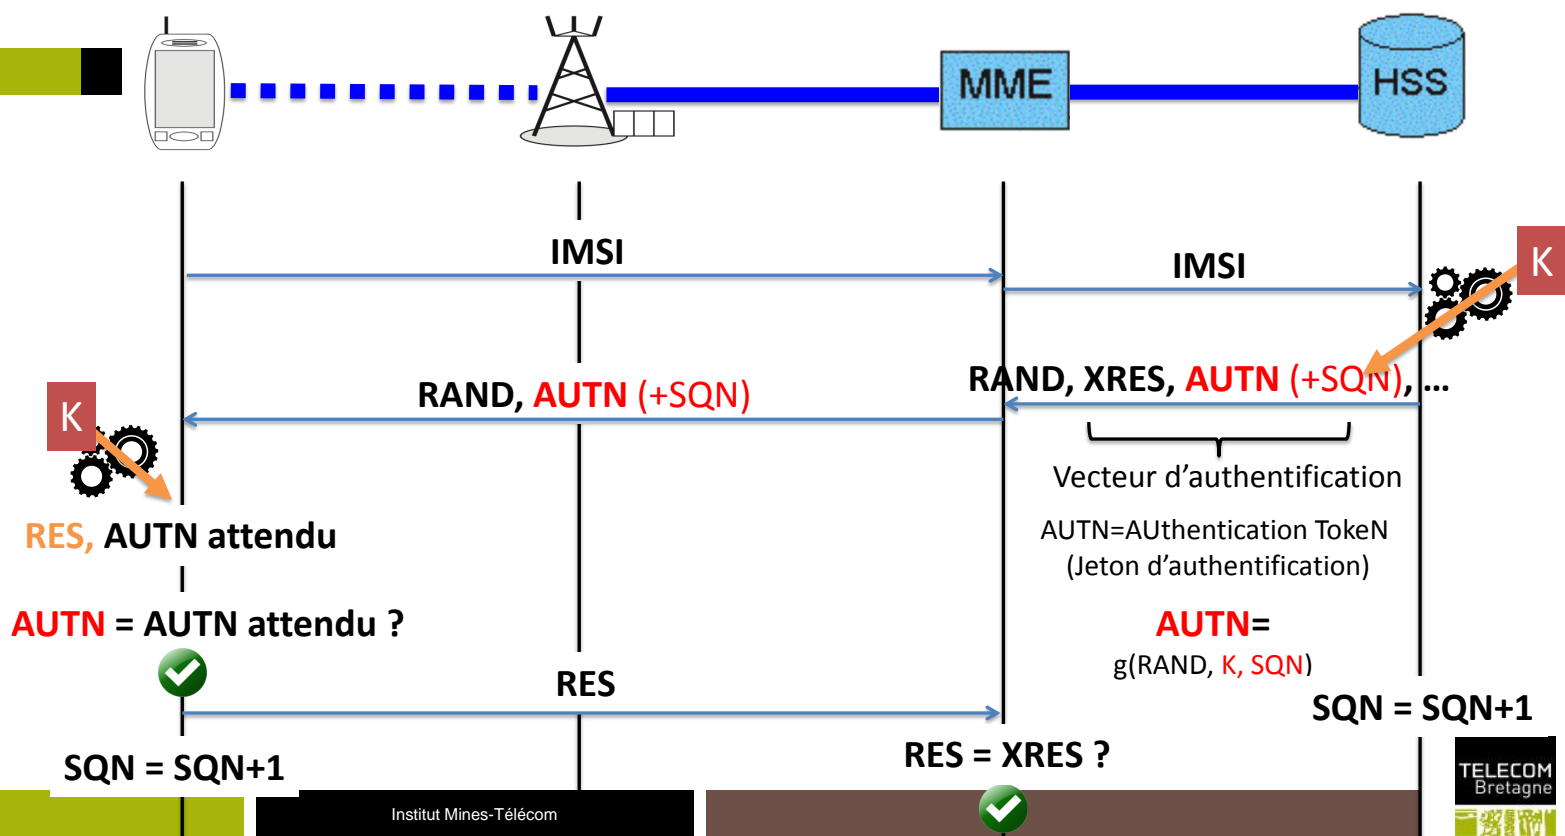 MME
HSS
IMSI
IMSI
K
RAND, XRES, AUTN (+SQN), …
RAND, AUTN (+SQN)
K
Vecteur d’authentification
RES, AUTN attendu
AUTN=AUthentication TokeN
(Jeton d’authentification)
AUTN = AUTN attendu ?
AUTN=
g(RAND, K, SQN)
RES
SQN = SQN+1
RES = XRES ?
SQN = SQN+1
Institut Mines-Télécom
TELECOM
Bretagne